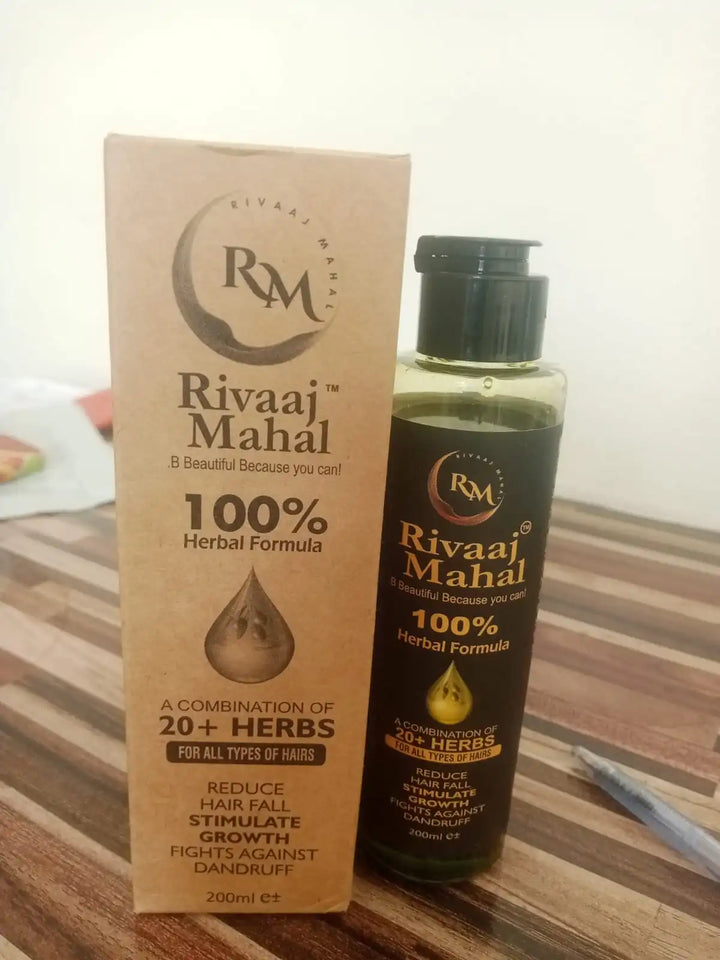 RIVAAJ MAHAL
RM
Rivaaj™
Mahal
.B Beautiful Because you can!
100%
Herbal Formula
A COMBINATION OF
20+ HERBS
FOR ALL TYPES OF HAIRS
REDUCE
HAIR FALL
STIMULATE
GROWTH
FIGHTS AGAINST
DANDRUFF
200ml e±
RIVAAJ MAHAL
RM
Rivaaj™
Mahal
B Beautiful Because you can!
100%
Herbal Formula
A COMBINATION OF
20+ HERBS
FOR ALL TYPES OF HAIRS
REDUCE
HAIR FALL
STIMULATE
GROWTH
FIGHTS AGAINST
DANDRUFF
200ml e±